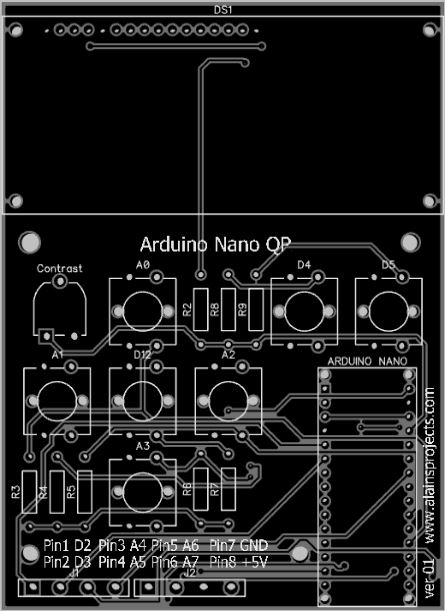 DS1
Arduino Nano QP
Contrast
A0
D4
D5
R2
R8
R9
A1
D12
A2
ARDUINO NANO
A3
R3
R4
R5
R6
R7
Pin1 D2 Pin3 A4 Pin5 A6 Pin7 GND
Pin2 D3 Pin4 A5 Pin6 A7 Pin8 +5V
J1
J2
ver-01 www.alainsprojects.com